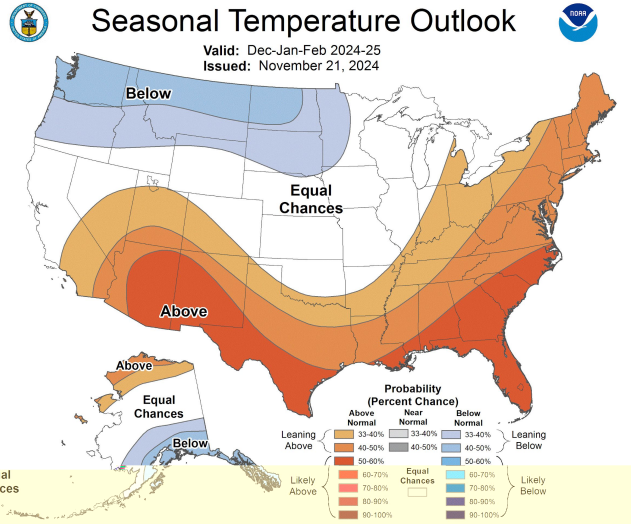 Seasonal Temperature Outlook
Valid: Dec-Jan-Feb 2024-25
Issued: November 21, 2024
NOAA
Below
Equal
Chances
Above
Above
Equal
Chances
Below
Probability
(Percent Chance)
Above Normal
Near Normal
Below Normal
Leaning Above
33-40% 33-40% 33-40%
40-50% 40-50% 40-50%
50-60% 50-60%
Leaning Below
Likely Above
60-70% 60-70%
70-80% 70-80%
80-90% 80-90%
90-100% 90-100%
Equal Chances
Likely Below
al
ces